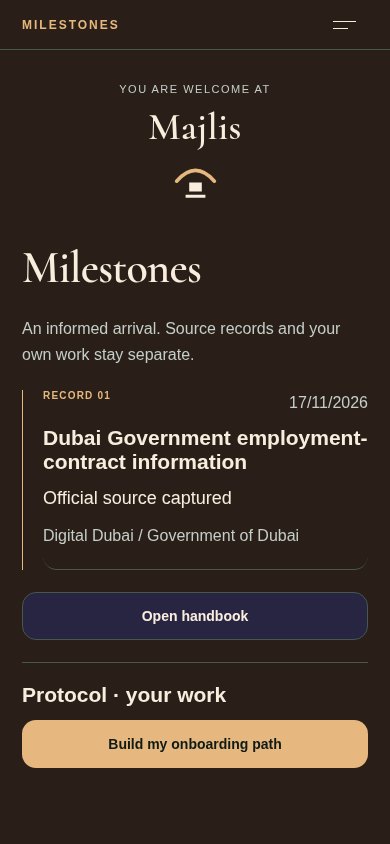 MILESTONES
YOU ARE WELCOME AT
Majlis
Milestones
An informed arrival. Source records and your
own work stay separate.
RECORD 01
17/11/2026
Dubai Government employment-
contract information
Official source captured
Digital Dubai / Government of Dubai
Open handbook
Protocol · your work
Build my onboarding path